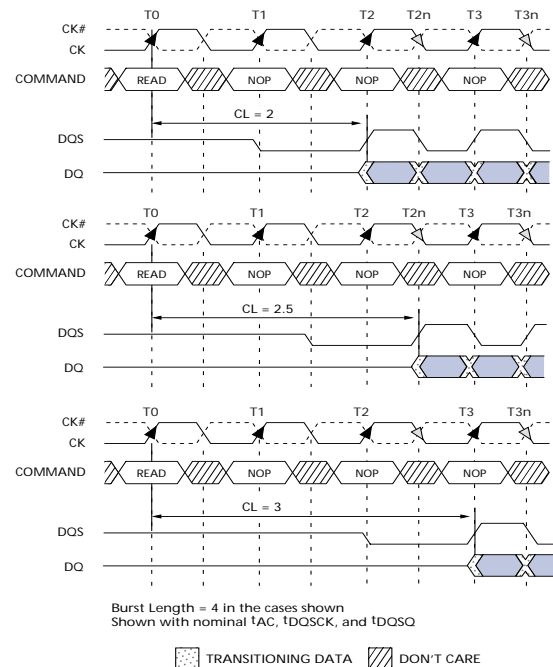 T0 T1 T2 T2n T3 T3n
CK#
CK
COMMAND READ NOP NOP NOP
CL = 2
DQS
DQ
T0 T1 T2 T2n T3 T3n
CK#
CK
COMMAND READ NOP NOP NOP
CL = 2.5
DQS
DQ
T0 T1 T2 T2n T3 T3n
CK#
CK
COMMAND READ NOP NOP NOP
CL = 3
DQS
DQ
Burst Length = 4 in the cases shown
Shown with nominal tAC, tDQSCK, and tDQSQ
TRANSITIONING DATA DON'T CARE